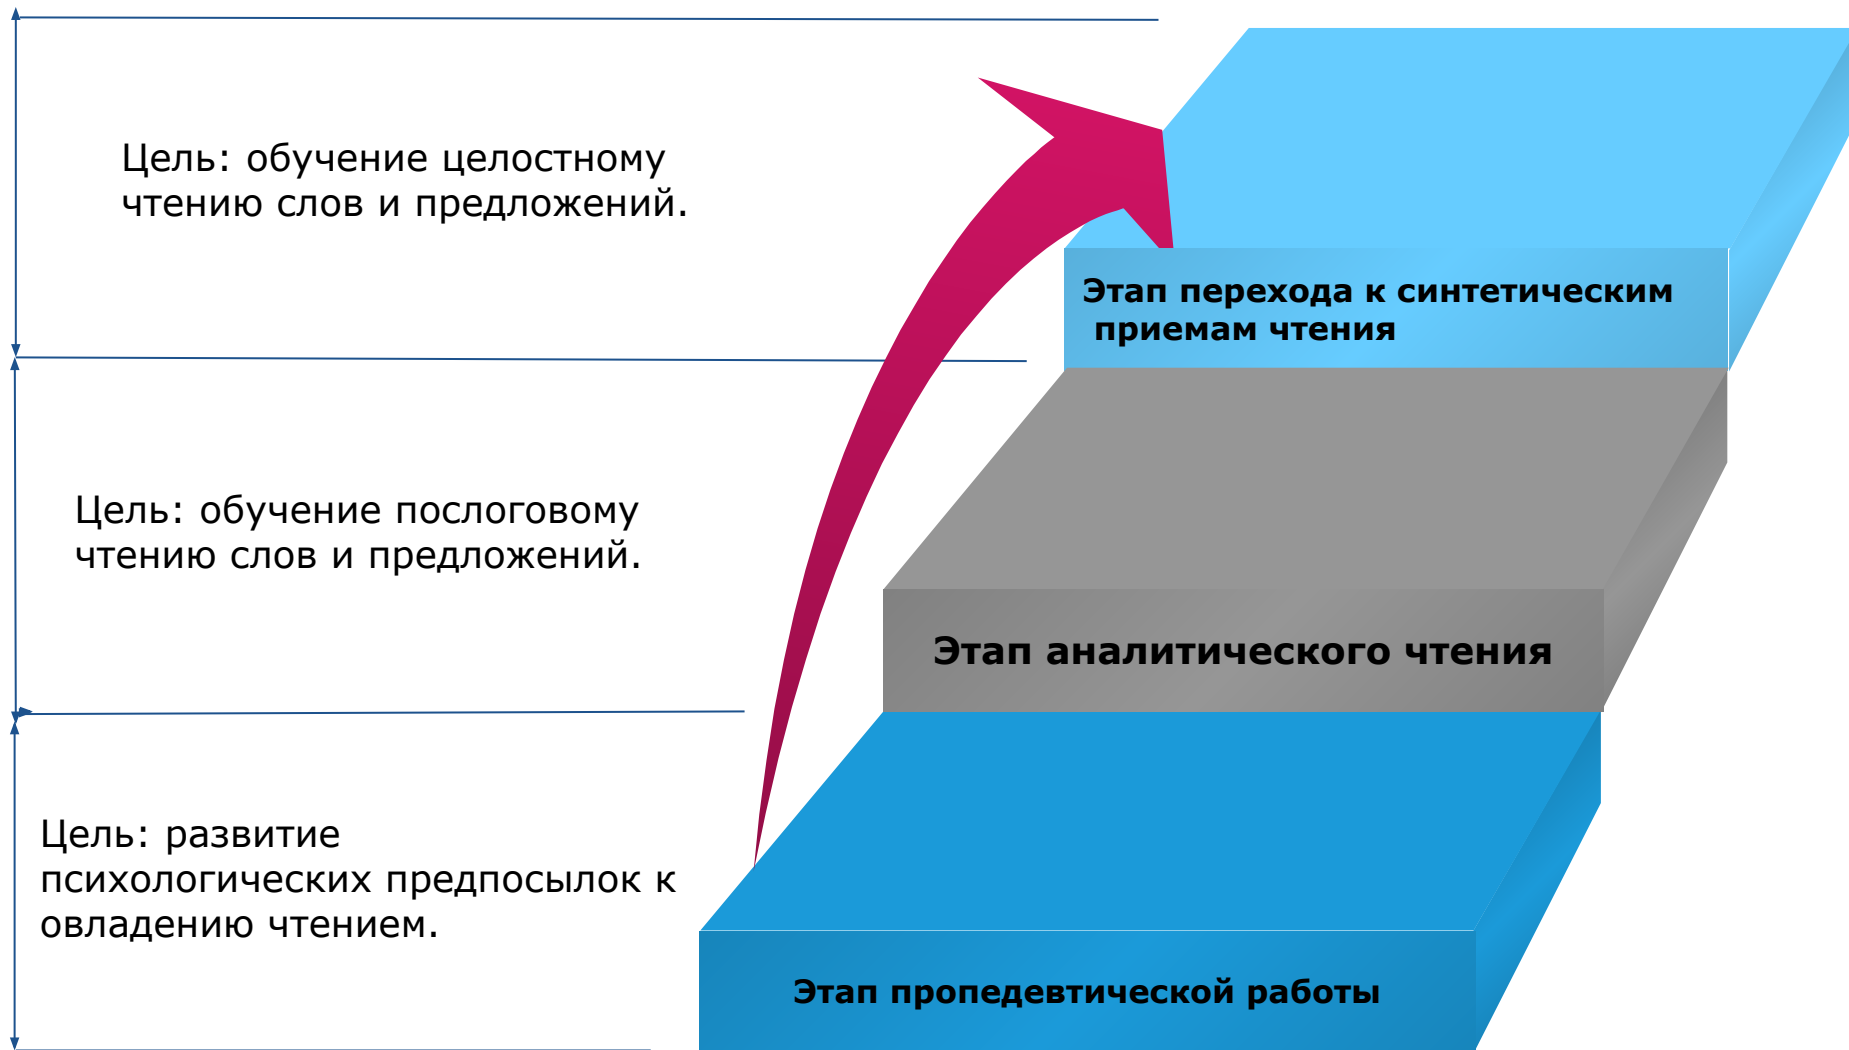 Цель: обучение целостному
чтению слов и предложений.
Этап перехода к синтетическим
приемам чтения
Цель: обучение послоговому
чтению слов и предложений.
Этап аналитического чтения
Цель: развитие
психологических предпосылок к
овладению чтением.
Этап пропедевтической работы